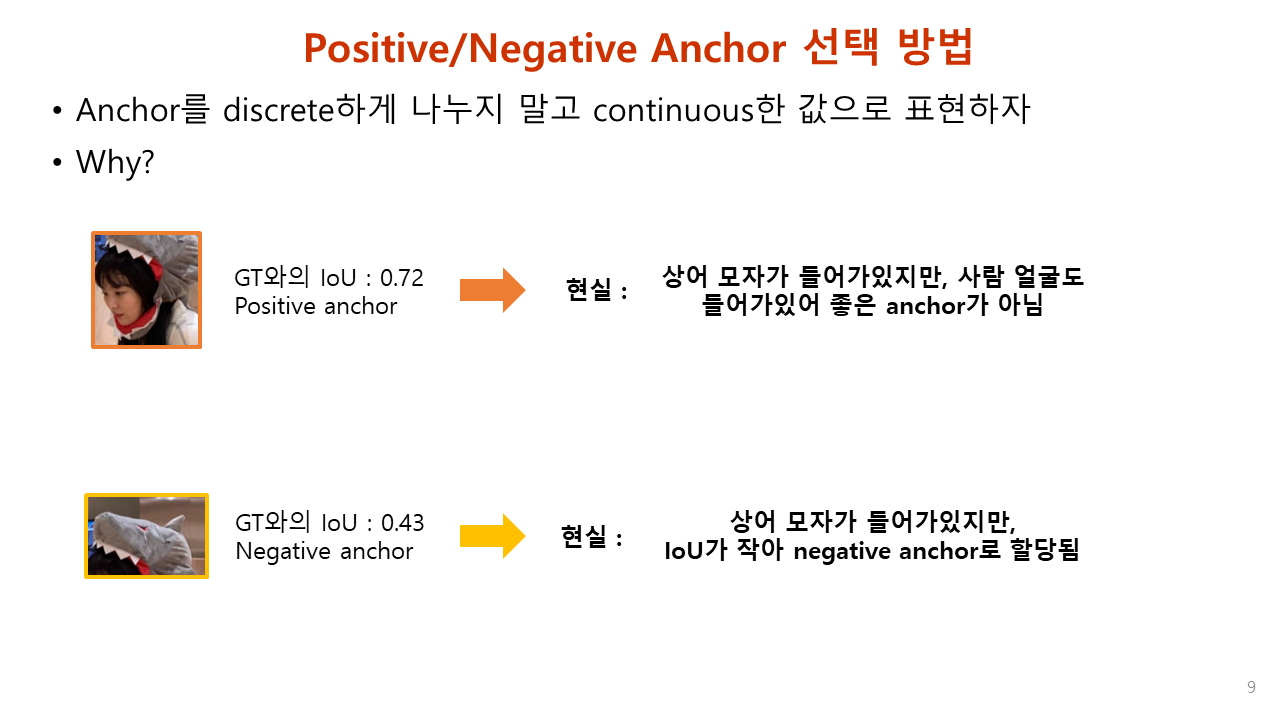 Positive/Negative Anchor 선택 방법
• Anchor를 discrete하게 나누지 말고 continuous한 값으로 표현하자
• Why?
GT와의 IoU : 0.72
Positive anchor
현실 :
상어 모자가 들어가있지만, 사람 얼굴도
들어가있어 좋은 anchor가 아님
GT와의 IoU : 0.43
Negative anchor
현실 :
상어 모자가 들어가있지만,
IoU가 작아 negative anchor로 할당됨
9